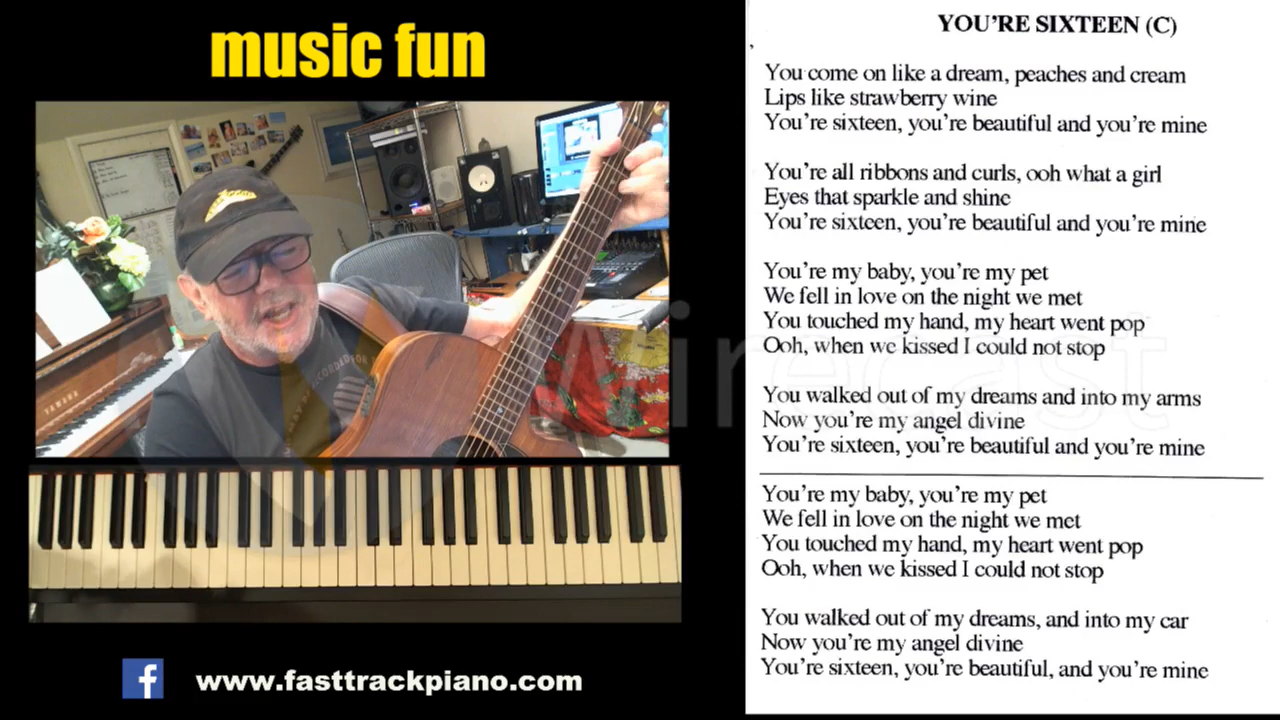 music fun
YAMAHA
Wirecast
www.fasttrackpiano.com
YOU'RE SIXTEEN (C)
You come on like a dream, peaches and cream
Lips like strawberry wine
You're sixteen, you're beautiful and you're mine
You're all ribbons and curls, ooh what a girl
Eyes that sparkle and shine
You're sixteen, you're beautiful and you're mine
You're my baby, you're my pet
We fell in love on the night we met
You touched my hand, my heart went pop
Ooh, when we kissed I could not stop
You walked out of my dreams and into my arms
Now you're my angel divine
You're sixteen, you're beautiful and you're mine
You're my baby, you're my pet
We fell in love on the night we met
You touched my hand, my heart went pop
Ooh, when we kissed I could not stop
You walked out of my dreams, and into my car
Now you're my angel divine
You're sixteen, you're beautiful, and you're mine